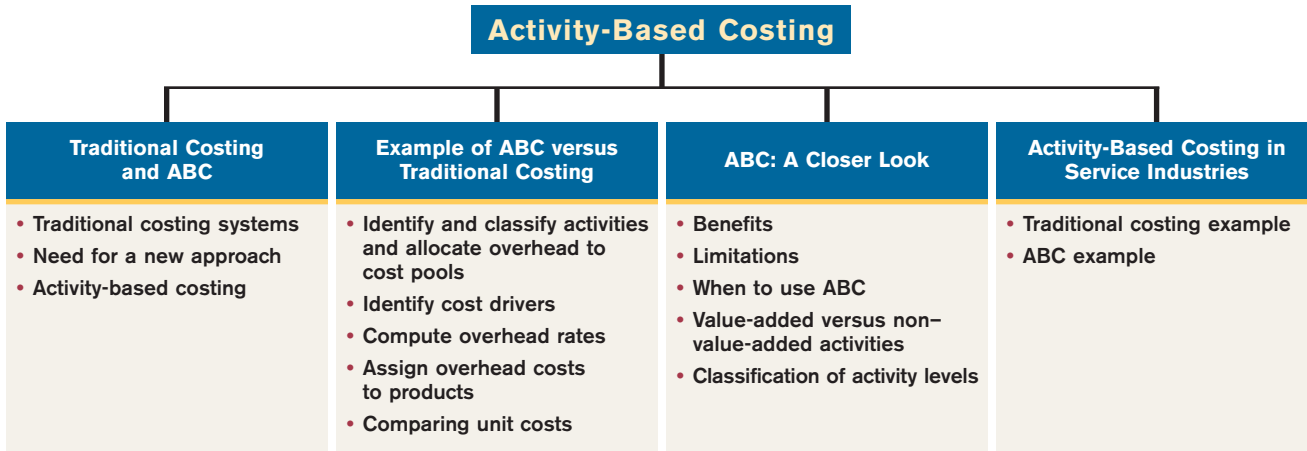 Activity-Based Costing
Traditional Costing
and ABC
• Traditional costing systems
• Need for a new approach
• Activity-based costing
Example of ABC versus
Traditional Costing
• Identify and classify activities
and allocate overhead to
cost pools
• Identify cost drivers
• Compute overhead rates
• Assign overhead costs
to products
• Comparing unit costs
ABC: A Closer Look
• Benefits
• Limitations
• When to use ABC
• Value-added versus non–
value-added activities
• Classification of activity levels
Activity-Based Costing in
Service Industries
• Traditional costing example
• ABC example